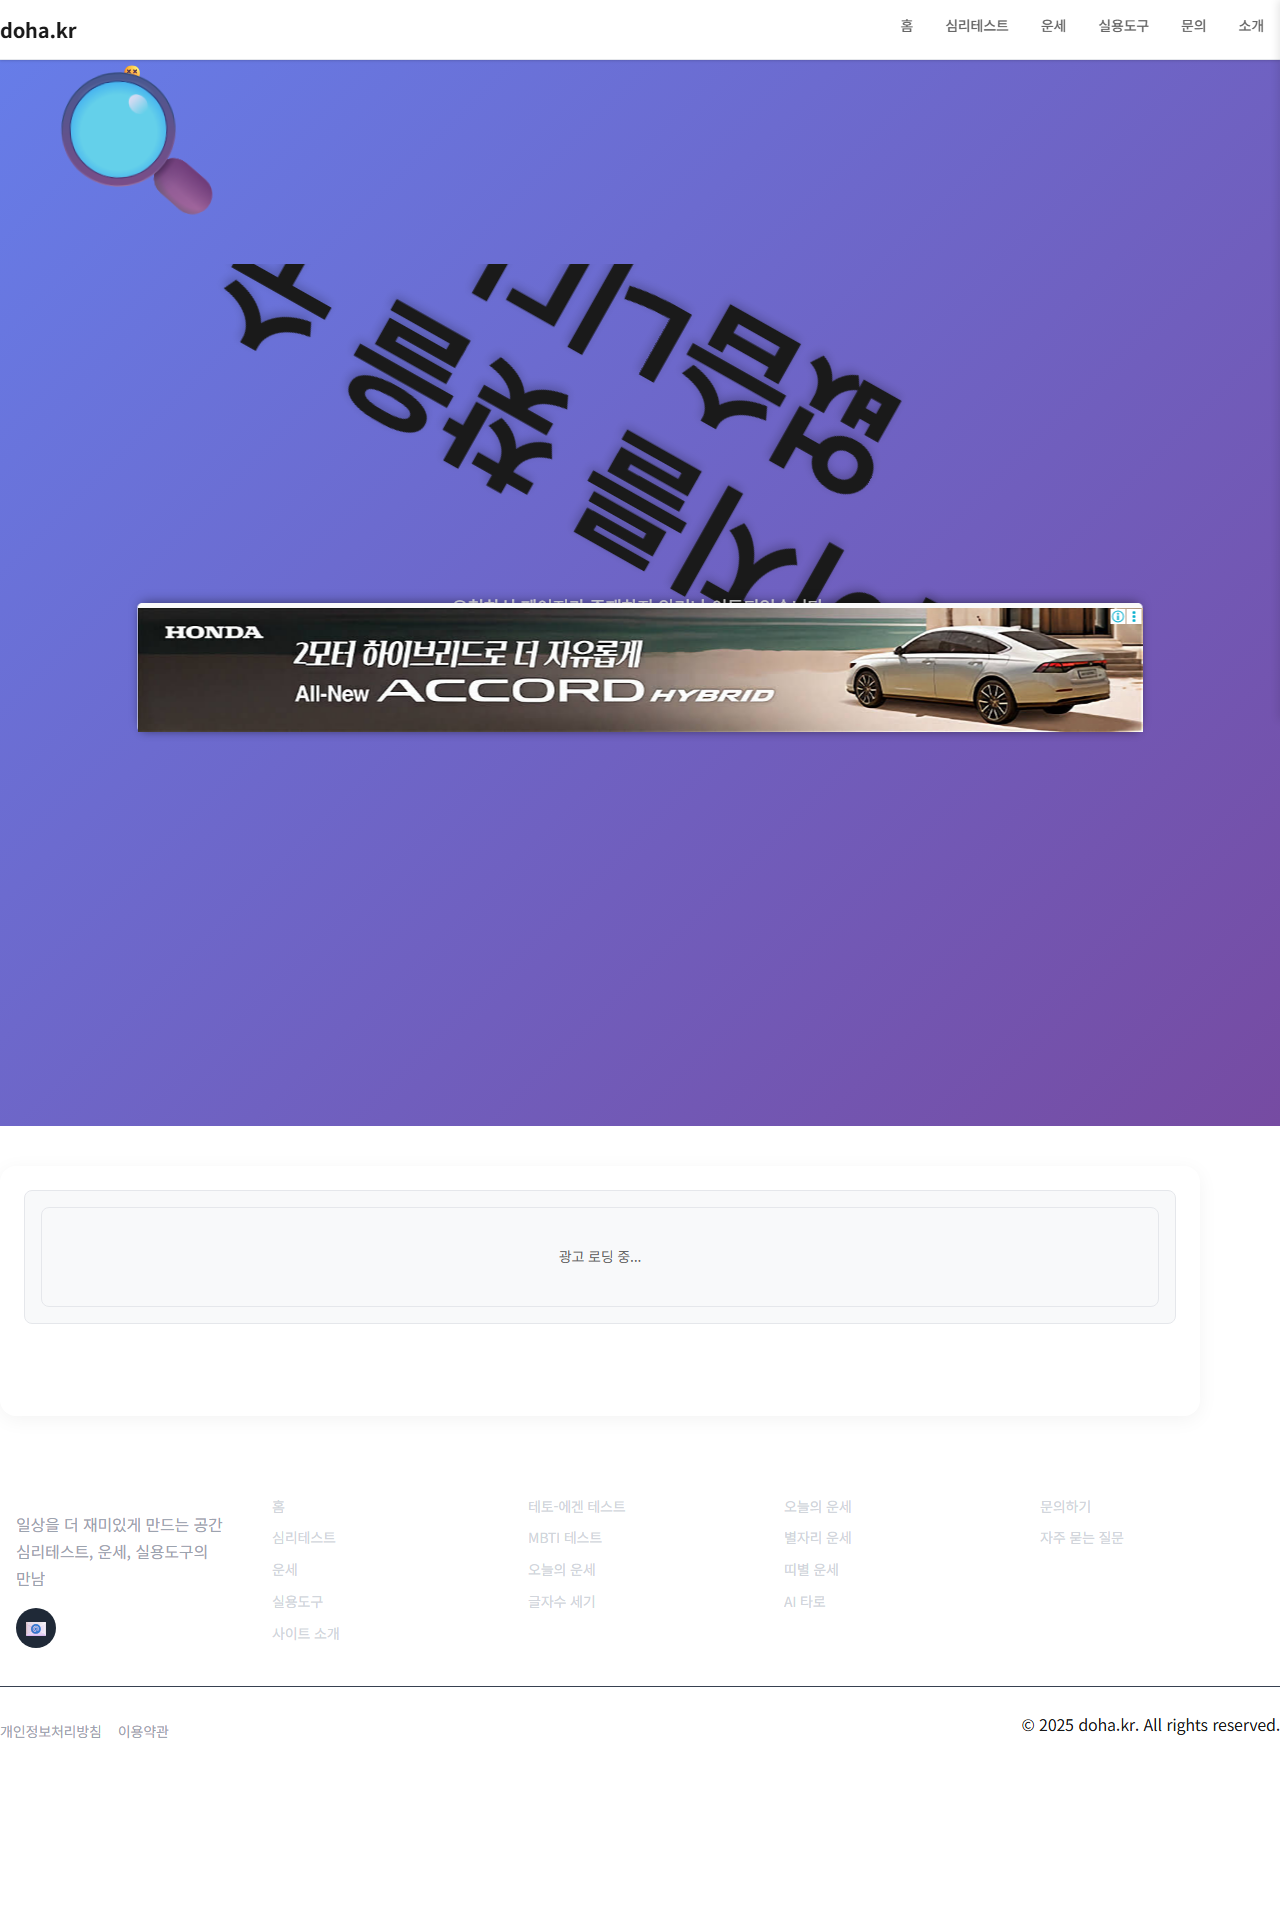 doha.kr
홈
심리테스트
운세
실용도구
문의
소개
찾을
없습니
를
HONDA
2모터 하이브리드로 더 자유롭게
All-New ACCORD HYBRID
광고 로딩 중...
일상을 더 재미있게 만드는 공간
심리테스트, 운세, 실용도구의
만남
홈
심리테스트
운세
실용도구
사이트 소개
테토-에겐 테스트
MBTI 테스트
오늘의 운세
글자수 세기
오늘의 운세
별자리 운세
띠별 운세
AI 타로
문의하기
자주 묻는 질문
개인정보처리방침
이용약관
© 2025 doha.kr. All rights reserved.